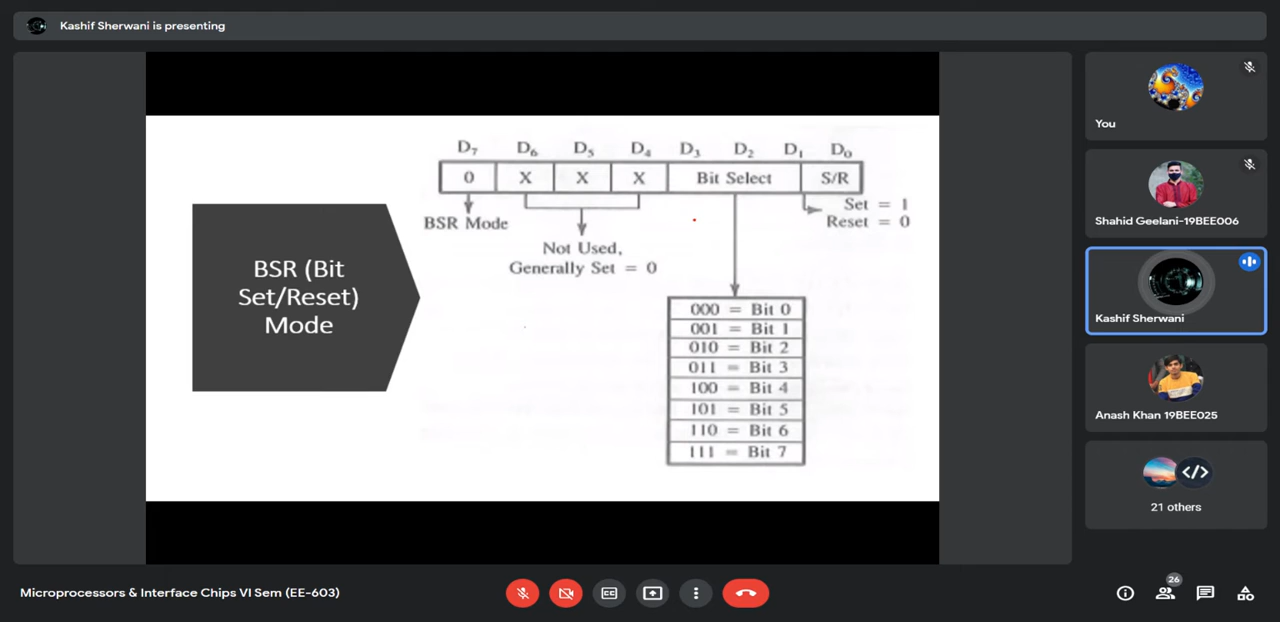 Kashif Sherwani is presenting
D₇ D₆ D₅ D₄ D₃ D₂ D₁ D₀
0 X X X Bit Select S/R
BSR Mode
Set = 1
Reset = 0
Not Used,
Generally Set = 0
BSR (Bit
Set/Reset)
Mode
000 = Bit 0
001 = Bit 1
010 = Bit 2
011 = Bit 3
100 = Bit 4
101 = Bit 5
110 = Bit 6
111 = Bit 7
You
Shahid Geelani-19BEE006
Kashif Sherwani
Anash Khan 19BEE025
</>
21 others
Microprocessors & Interface Chips VI Sem (EE-603)
CC
26